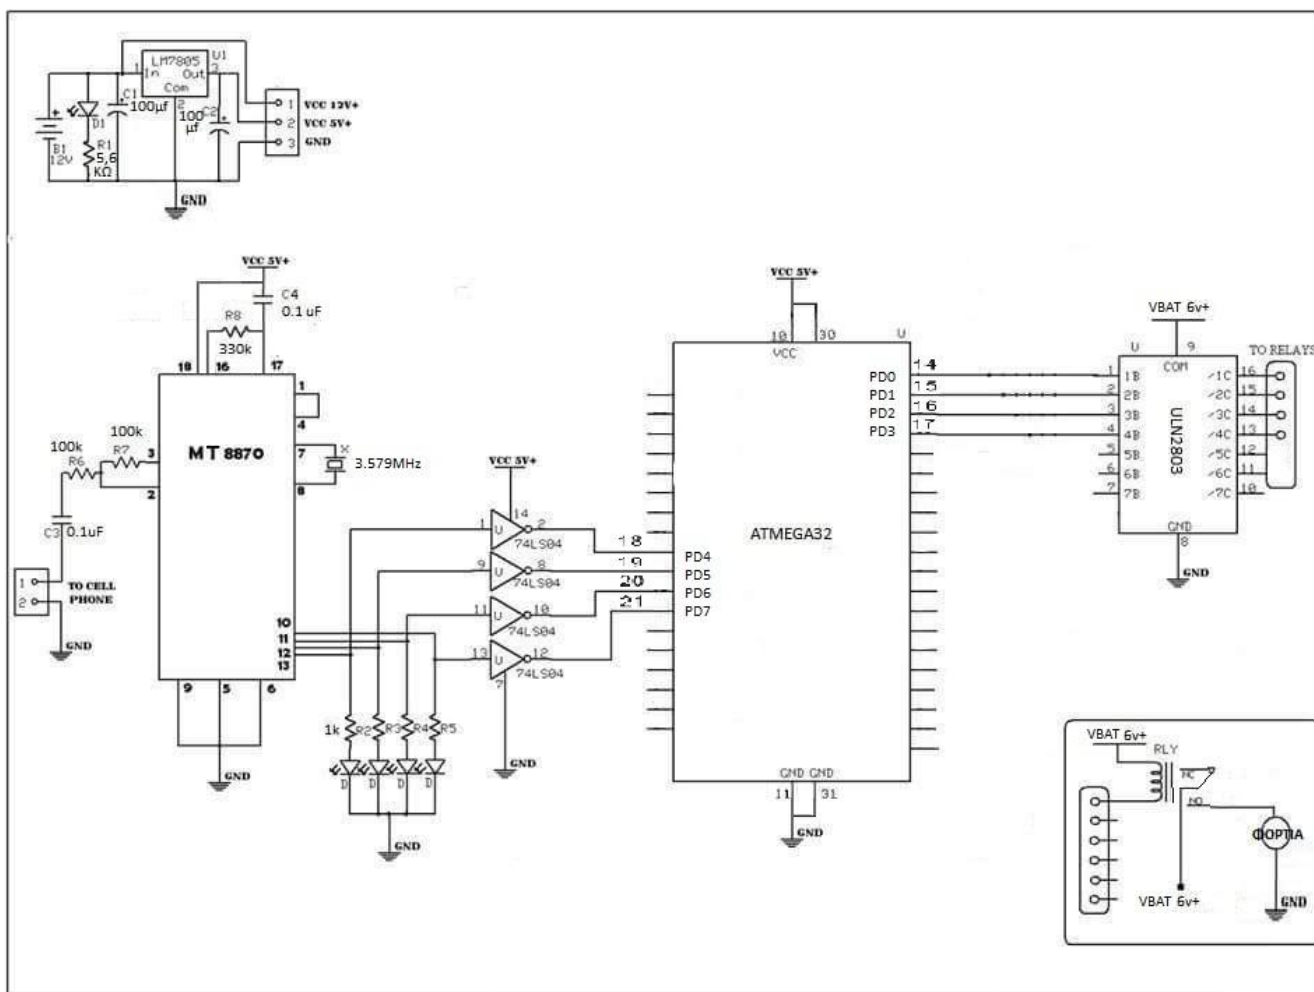 LM7805 U1
1 In Out 3
Com
2
C1
100μf
C2
100
μf
D1
R1
5,6
KΩ
B1
12V
1 VCC 12V+
2 VCC 5V+
3 GND
GND
VCC 5V+
C4
0.1 uF
R8
330k
18 16 17
1
4
MT 8870
7
8
X
3.579MHz
100k
R7
100k
R6
3
2
C3
0.1uF
1 TO CELL
2 PHONE
GND
10
11
12
13
9 5 6
GND
1k R2 R3 R4 R5
D D D D
GND
VCC 5V+
14
1 U 2
74LS04
9 U 8
74LS04
11 U 10
74LS04
13 U 12
74LS04
7
GND
VCC 5V+
10 30 U
VCC
ATMEGA32
PD0 14
PD1 15
PD2 16
PD3 17
18 PD4
19 PD5
20 PD6
21 PD7
GND GND
11 31
GND
VBAT 6v+
U 9
COM
TO RELAYS
ULN2803
1 1B /1C 16
2 2B /2C 15
3 3B /3C 14
4 4B /4C 13
5 5B /5C 12
6 6B /6C 11
7 7B /7C 10
GND
8
GND
VBAT 6v+
RLY
NC
NO
ΦΟΡΤΙΑ
VBAT 6v+
GND